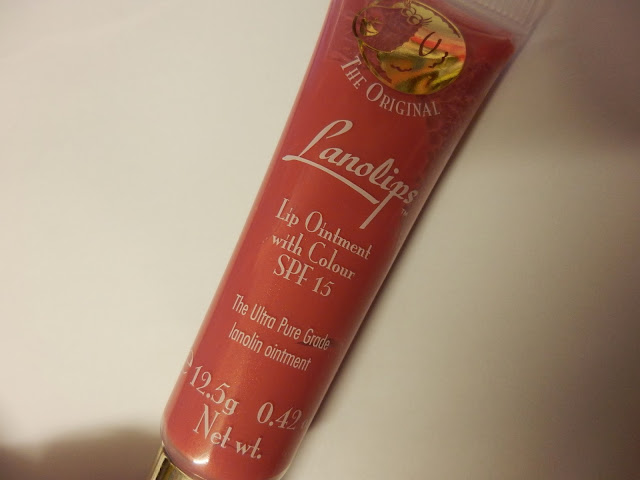 The Original
Lanolips™
Lip Ointment
with Colour
SPF 15
The Ultra Pure Grade
lanolin ointment
e 12.5g 0.42
Net wt.